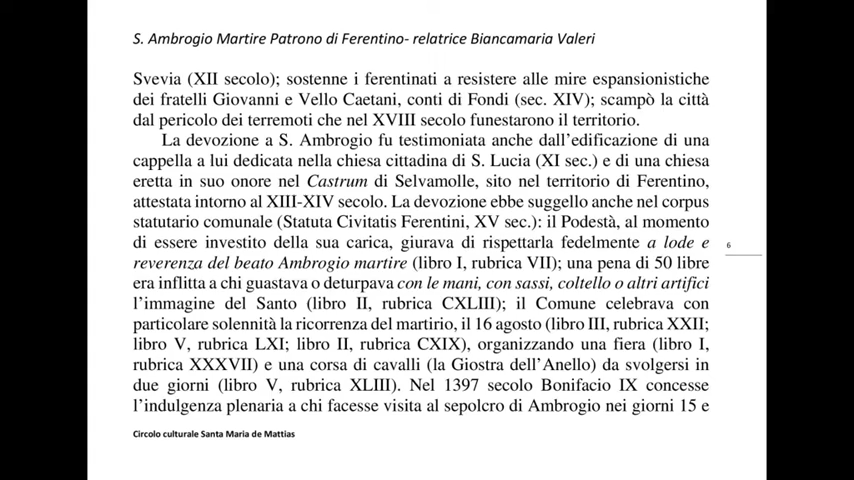 S. Ambrogio Martire Patrono di Ferentino- relatrice Biancamaria Valeri
Svevia (XII secolo); sostenne i ferentinati a resistere alle mire espansionistiche
dei fratelli Giovanni e Vello Caetani, conti di Fondi (sec. XIV); scampò la città
dal pericolo dei terremoti che nel XVIII secolo funestarono il territorio.
La devozione a S. Ambrogio fu testimoniata anche dall'edificazione di una
cappella a lui dedicata nella chiesa cittadina di S. Lucia (XI sec.) e di una chiesa
eretta in suo onore nel Castrum di Selvamolle, sito nel territorio di Ferentino,
attestata intorno al XIII-XIV secolo. La devozione ebbe suggello anche nel corpus
statutario comunale (Statuta Civitatis Ferentini, XV sec.): il Podestà, al momento
di essere investito della sua carica, giurava di rispettarla fedelmente a lode e
reverenza del beato Ambrogio martire (libro I, rubrica VII); una pena di 50 libre
era inflitta a chi guastava o deturpava con le mani, con sassi, coltello o altri artifici
l'immagine del Santo (libro II, rubrica CXLIII); il Comune celebrava con
particolare solennità la ricorrenza del martirio, il 16 agosto (libro III, rubrica XXII;
libro V, rubrica LXI; libro II, rubrica CXIX), organizzando una fiera (libro I,
rubrica XXXVII) e una corsa di cavalli (la Giostra dell'Anello) da svolgersi in
due giorni (libro V, rubrica XLIII). Nel 1397 secolo Bonifacio IX concesse
l'indulgenza plenaria a chi facesse visita al sepolcro di Ambrogio nei giorni 15 e
6
Circolo culturale Santa Maria de Mattias